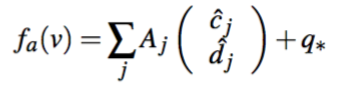 f_a(v) = ∑_j A_j ( ĉ_j
d̂_j ) + q_*